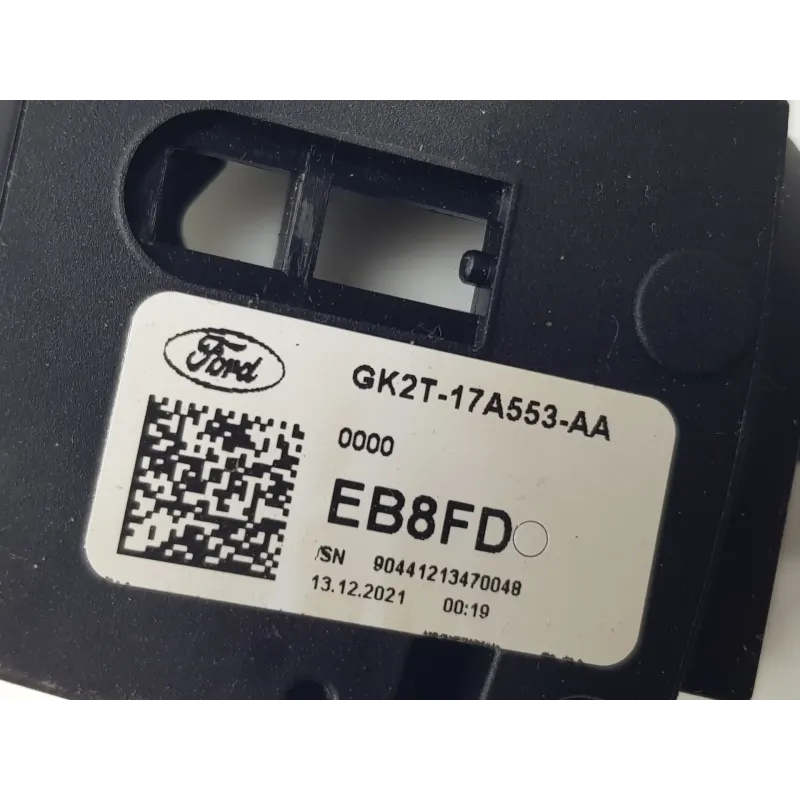 Ford
GK2T-17A553-AA
0000
EB8FD
SN 90441213470048
13.12.2021 00:19